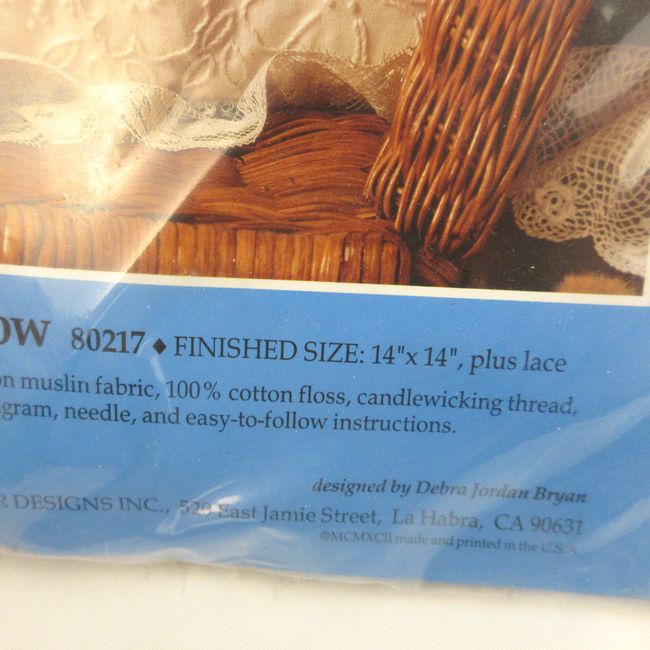 OW 80217 ♦ FINISHED SIZE: 14"x 14", plus lace
on muslin fabric, 100% cotton floss, candlewicking thread,
gram, needle, and easy-to-follow instructions.
designed by Debra Jordan Bryan
R DESIGNS INC., 520 East Jamie Street, La Habra, CA 90631
©MCMXCII made and printed in the U.S.A.